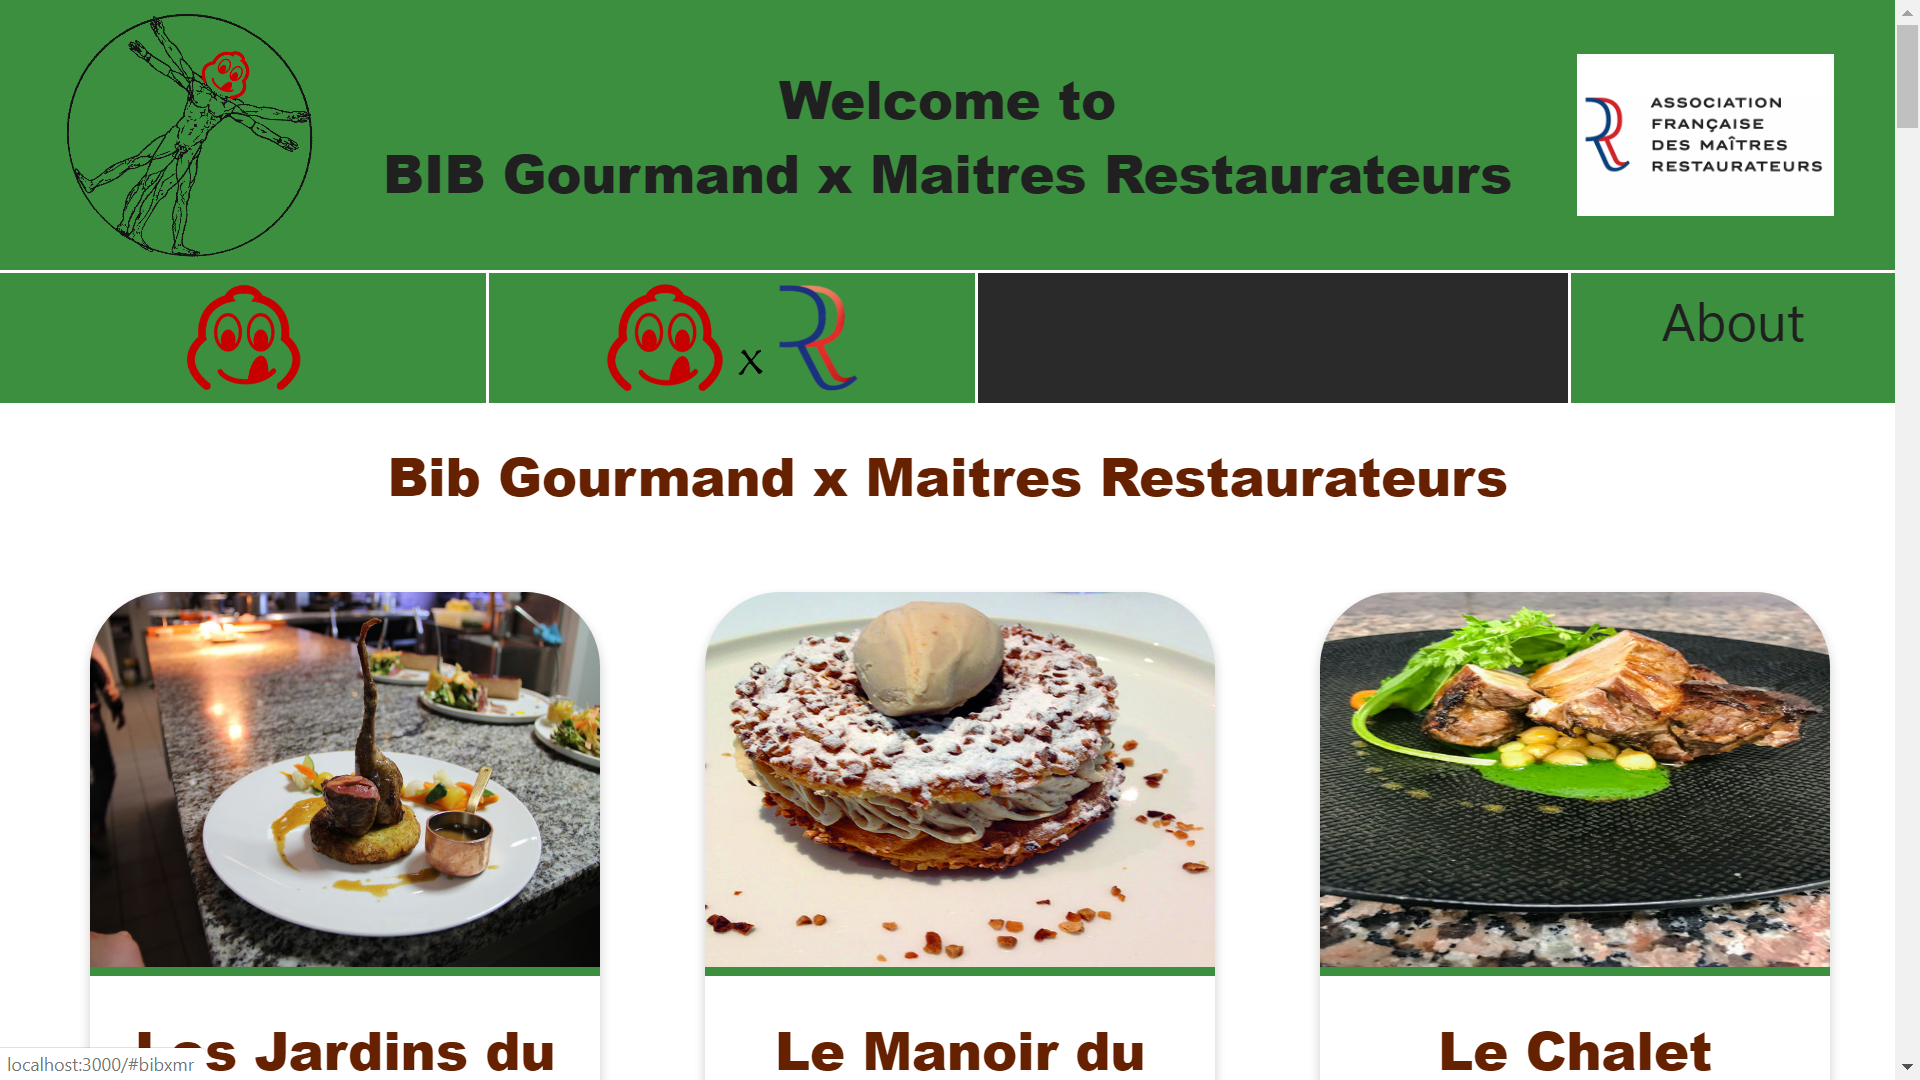 Welcome to
BIB Gourmand x Maitres Restaurateurs
ASSOCIATION
FRANÇAISE
DES MAÎTRES
RESTAURATEURS
x
About
Bib Gourmand x Maitres Restaurateurs
Les Jardins du
Le Manoir du
Le Chalet
localhost:3000/#bibxmr